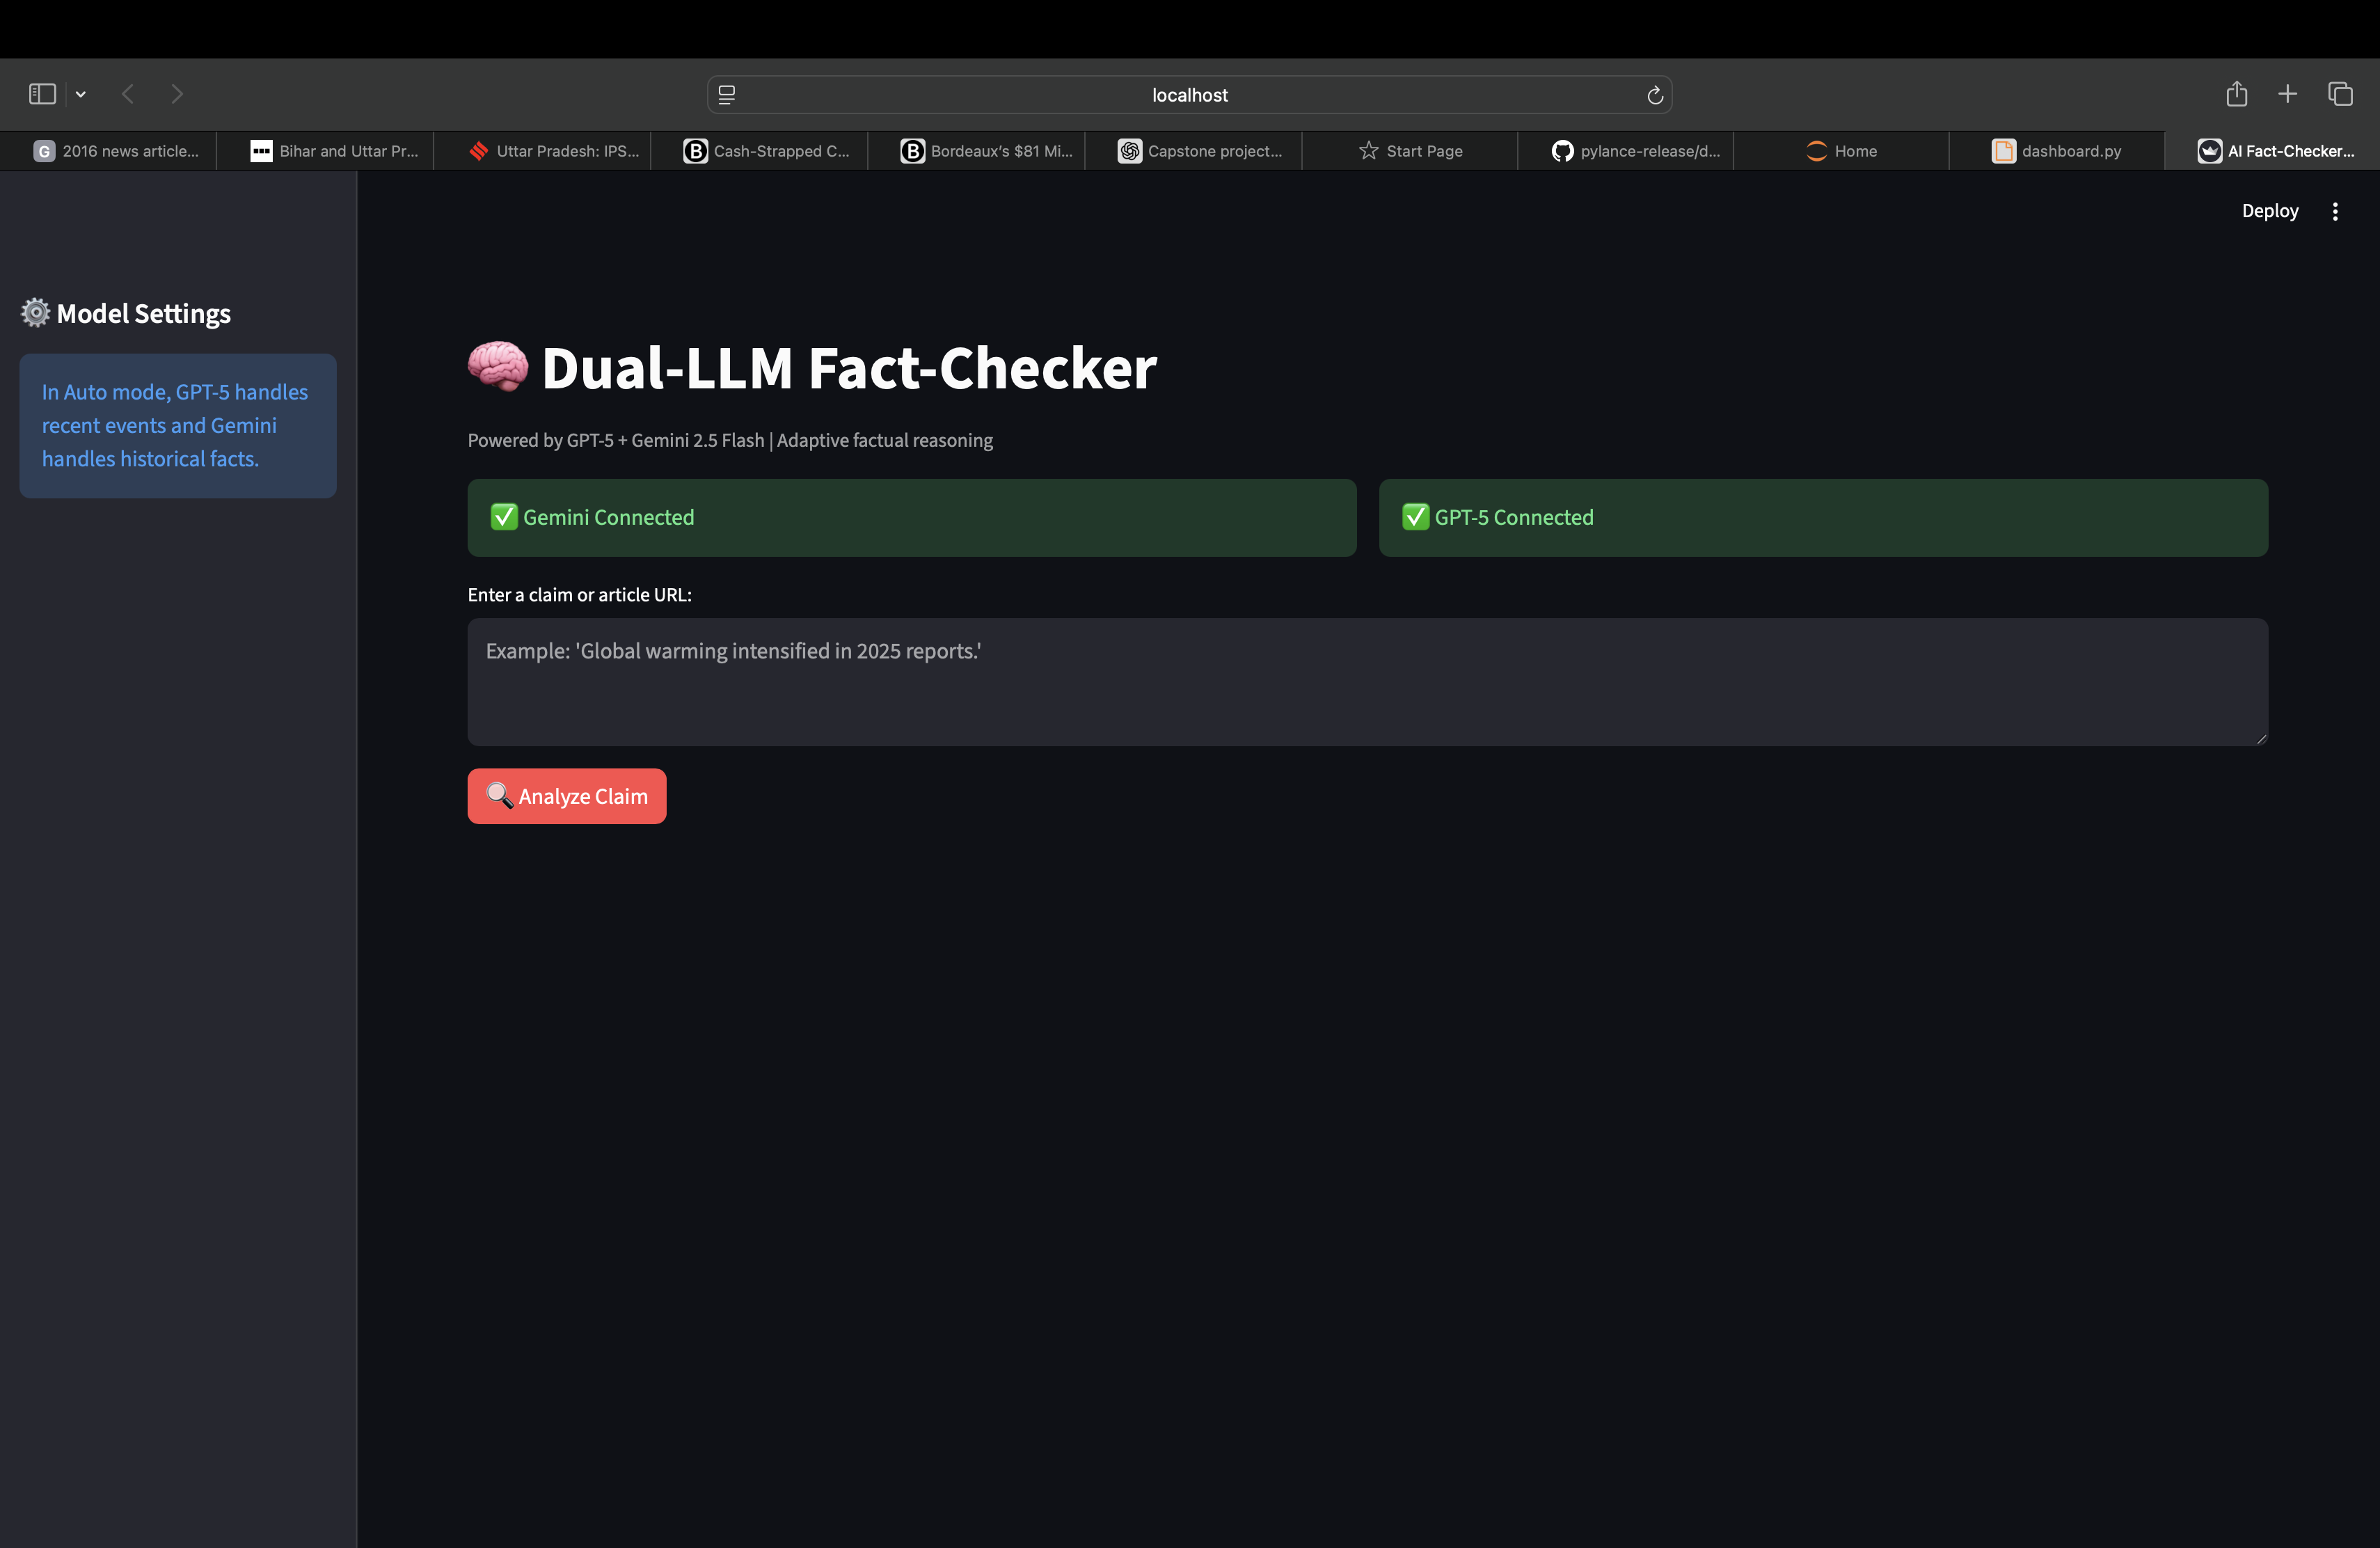 localhost
G 2016 news article...
Bihar and Uttar Pr...
Uttar Pradesh: IPS...
B Cash-Strapped C...
B Bordeaux's $81 Mi...
Capstone project...
Start Page
pylance-release/d...
Home
dashboard.py
AI Fact-Checker...
Deploy
Model Settings
In Auto mode, GPT-5 handles
recent events and Gemini
handles historical facts.
Dual-LLM Fact-Checker
Powered by GPT-5 + Gemini 2.5 Flash | Adaptive factual reasoning
✅ Gemini Connected
✅ GPT-5 Connected
Enter a claim or article URL:
Example: 'Global warming intensified in 2025 reports.'
Analyze Claim